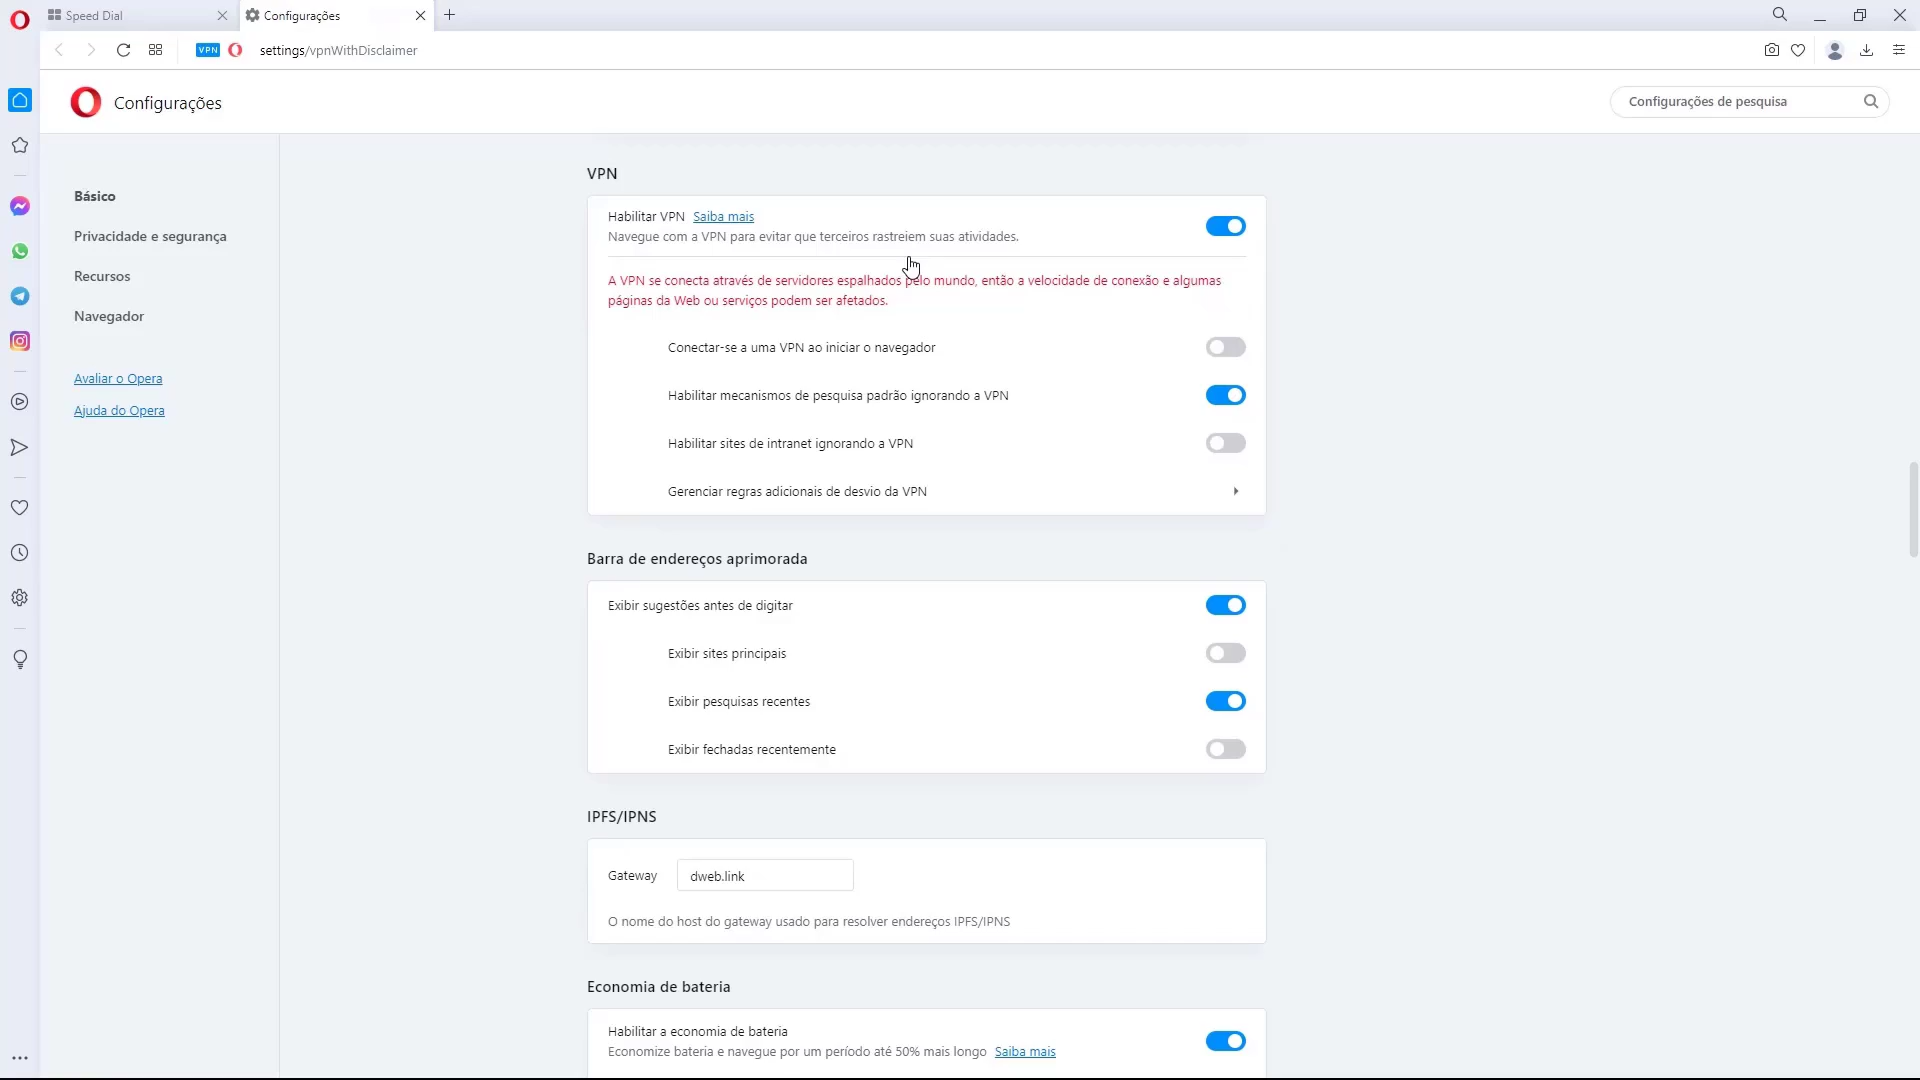 Speed Dial
Configurações
VPN
settings/vpnWithDisclaimer
Configurações
Configurações de pesquisa
Básico
Privacidade e segurança
Recursos
Navegador
Avaliar o Opera
Ajuda do Opera
VPN
Habilitar VPN Saiba mais
Navegue com a VPN para evitar que terceiros rastreiem suas atividades.
A VPN se conecta através de servidores espalhados pelo mundo, então a velocidade de conexão e algumas
páginas da Web ou serviços podem ser afetados.
Conectar-se a uma VPN ao iniciar o navegador
Habilitar mecanismos de pesquisa padrão ignorando a VPN
Habilitar sites de intranet ignorando a VPN
Gerenciar regras adicionais de desvio da VPN
Barra de endereços aprimorada
Exibir sugestões antes de digitar
Exibir sites principais
Exibir pesquisas recentes
Exibir fechadas recentemente
IPFS/IPNS
Gateway dweb.link
O nome do host do gateway usado para resolver endereços IPFS/IPNS
Economia de bateria
Habilitar a economia de bateria
Economize bateria e navegue por um período até 50% mais longo Saiba mais